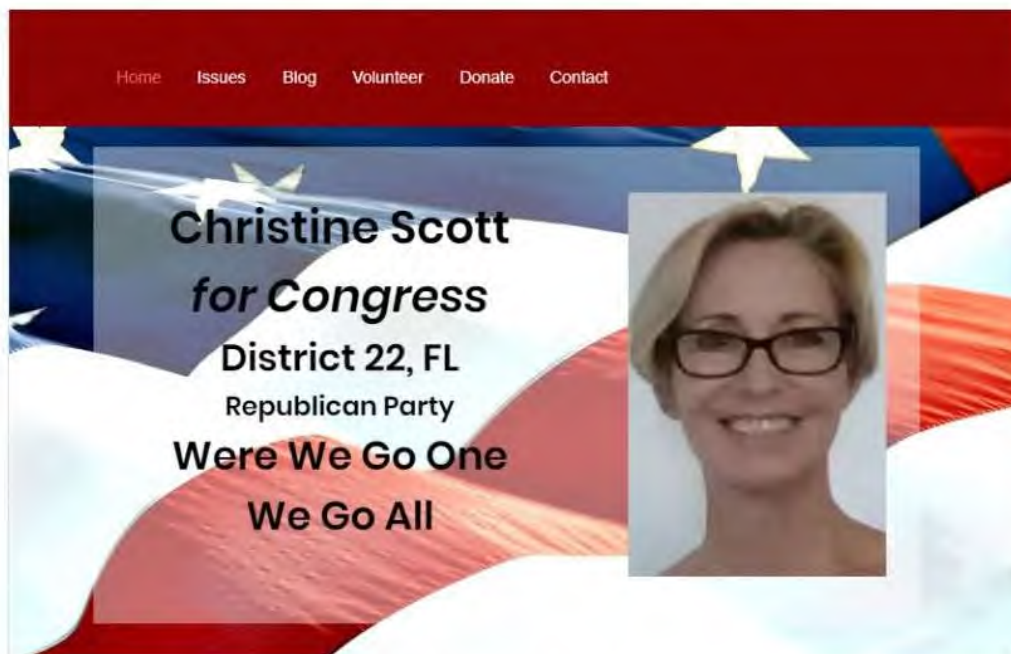 Home Issues Blog Volunteer Donate Contact
Christine Scott
for Congress
District 22, FL
Republican Party
Were We Go One
We Go All